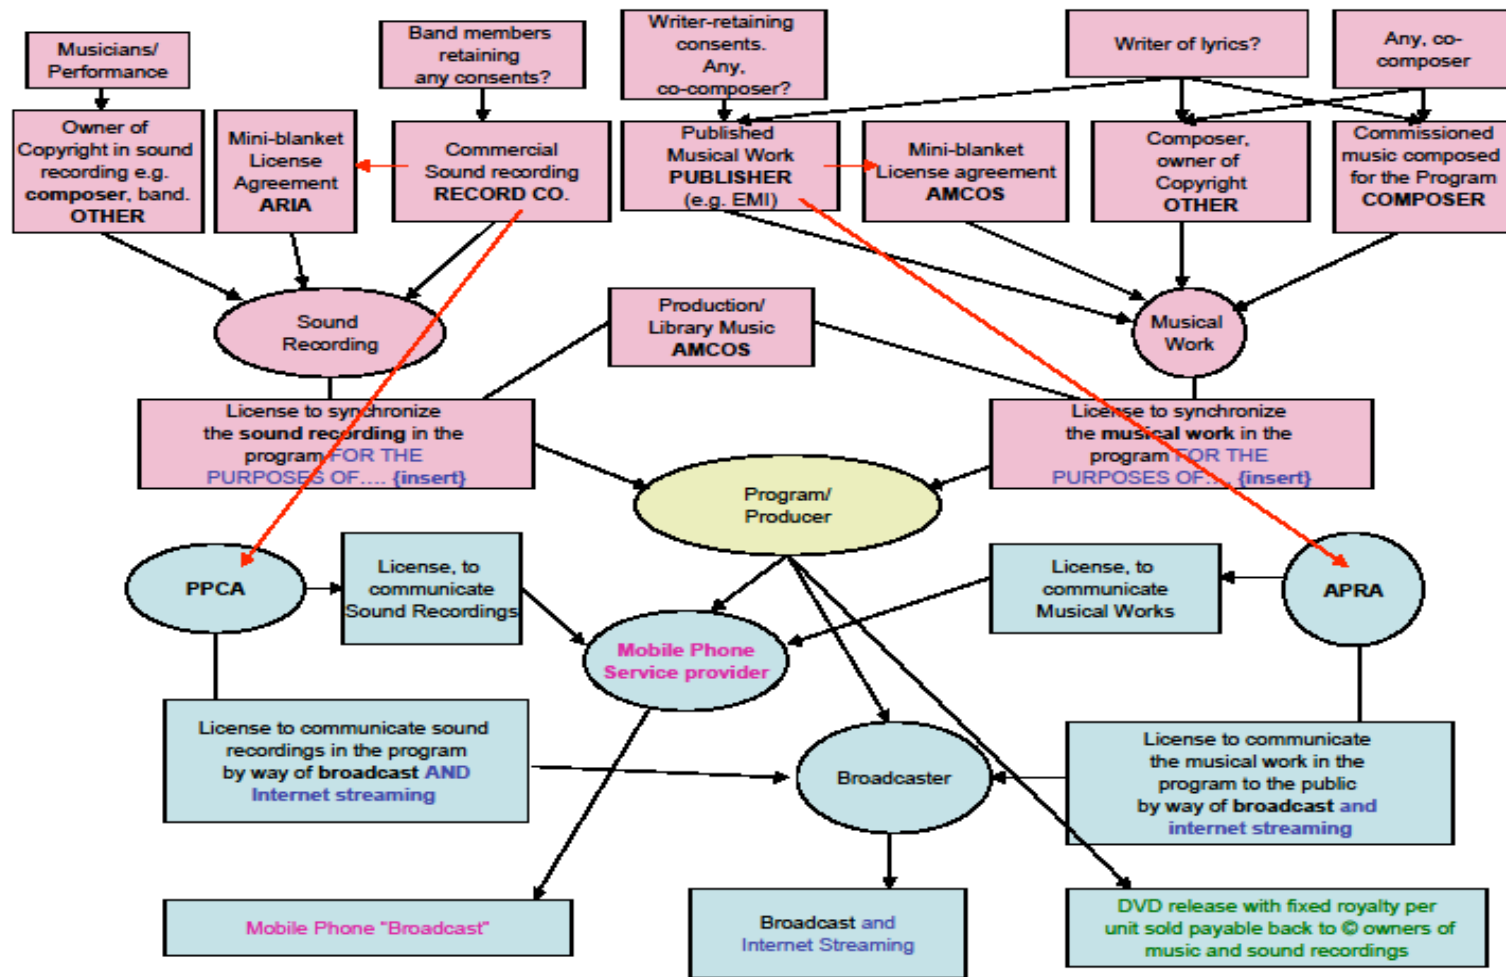 Musicians/
Performance
Band members
retaining
any consents?
Writer-retaining
consents.
Any,
co-composer?
Writer of lyrics?
Any, co-
composer
Owner of
Copyright in sound
recording e.g.
composer, band.
OTHER
Mini-blanket
License
Agreement
ARIA
Commercial
Sound recording
RECORD CO.
Published
Musical Work
PUBLISHER
(e.g. EMI)
Mini-blanket
License agreement
AMCOS
Composer,
owner of
Copyright
OTHER
Commissioned
music composed
for the Program
COMPOSER
Sound
Recording
Production/
Library Music
AMCOS
Musical
Work
License to synchronize
the sound recording in the
program FOR THE
PURPOSES OF.... {insert}
License to synchronize
the musical work in the
program FOR THE
PURPOSES OF.... {insert}
Program/
Producer
PPCA
License, to
communicate
Sound Recordings
License, to
communicate
Musical Works
APRA
Mobile Phone
Service provider
License to communicate sound
recordings in the program
by way of broadcast AND
Internet streaming
Broadcaster
License to communicate
the musical work in the
program to the public
by way of broadcast and
internet streaming
Mobile Phone "Broadcast"
Broadcast and
Internet Streaming
DVD release with fixed royalty per
unit sold payable back to © owners of
music and sound recordings